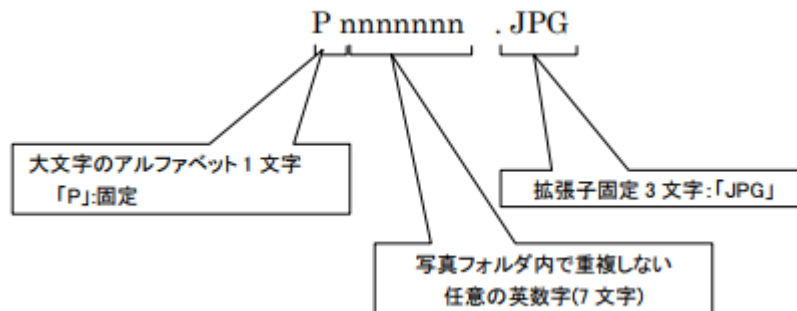 P nnnnnnn .JPG
大文字のアルファベット 1 文字
「P」:固定
拡張子固定 3 文字:「JPG」
写真フォルダ内で重複しない
任意の英数字(7 文字)